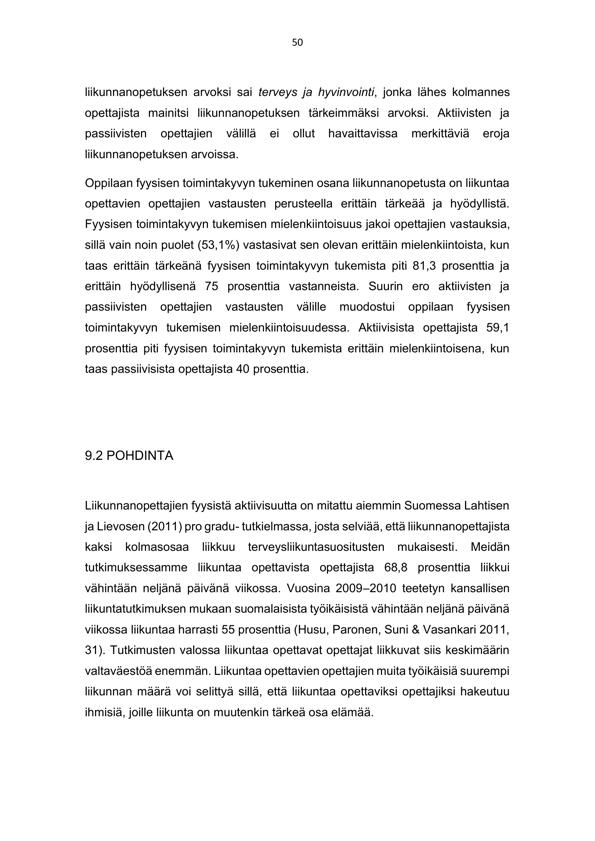 50
liikunnanopetuksen arvoksi sai terveys ja hyvinvointi, jonka lähes kolmannes
opettajista mainitsi liikunnanopetuksen tärkeimmäksi arvoksi. Aktiivisten ja
passiivisten opettajien välillä ei ollut havaittavissa merkittäviä eroja
liikunnanopetuksen arvoissa.
Oppilaan fyysisen toimintakyvyn tukeminen osana liikunnanopetusta on liikuntaa
opettavien opettajien vastausten perusteella erittäin tärkeää ja hyödyllistä.
Fyysisen toimintakyvyn tukemisen mielenkiintoisuus jakoi opettajien vastauksia,
sillä vain noin puolet (53,1%) vastasivat sen olevan erittäin mielenkiintoista, kun
taas erittäin tärkeänä fyysisen toimintakyvyn tukemista piti 81,3 prosenttia ja
erittäin hyödyllisenä 75 prosenttia vastanneista. Suurin ero aktiivisten ja
passiivisten opettajien vastausten välille muodostui oppilaan fyysisen
toimintakyvyn tukemisen mielenkiintoisuudessa. Aktiivisista opettajista 59,1
prosenttia piti fyysisen toimintakyvyn tukemista erittäin mielenkiintoisena, kun
taas passiivisista opettajista 40 prosenttia.
9.2 POHDINTA
Liikunnanopettajien fyysistä aktiivisuutta on mitattu aiemmin Suomessa Lahtisen
ja Lievosen (2011) pro gradu- tutkielmassa, josta selviää, että liikunnanopettajista
kaksi kolmasosaa liikkuu terveysliikuntasuositusten mukaisesti. Meidän
tutkimuksessamme liikuntaa opettavista opettajista 68,8 prosenttia liikkui
vähintään neljänä päivänä viikossa. Vuosina 2009–2010 teetetyn kansallisen
liikuntatutkimuksen mukaan suomalaisista työikäisistä vähintään neljänä päivänä
viikossa liikuntaa harrasti 55 prosenttia (Husu, Paronen, Suni & Vasankari 2011,
31). Tutkimusten valossa liikuntaa opettavat opettajat liikkuvat siis keskimäärin
valtaväestöä enemmän. Liikuntaa opettavien opettajien muita työikäisiä suurempi
liikunnan määrä voi selittyä sillä, että liikuntaa opettaviksi opettajiksi hakeutuu
ihmisiä, joille liikunta on muutenkin tärkeä osa elämää.